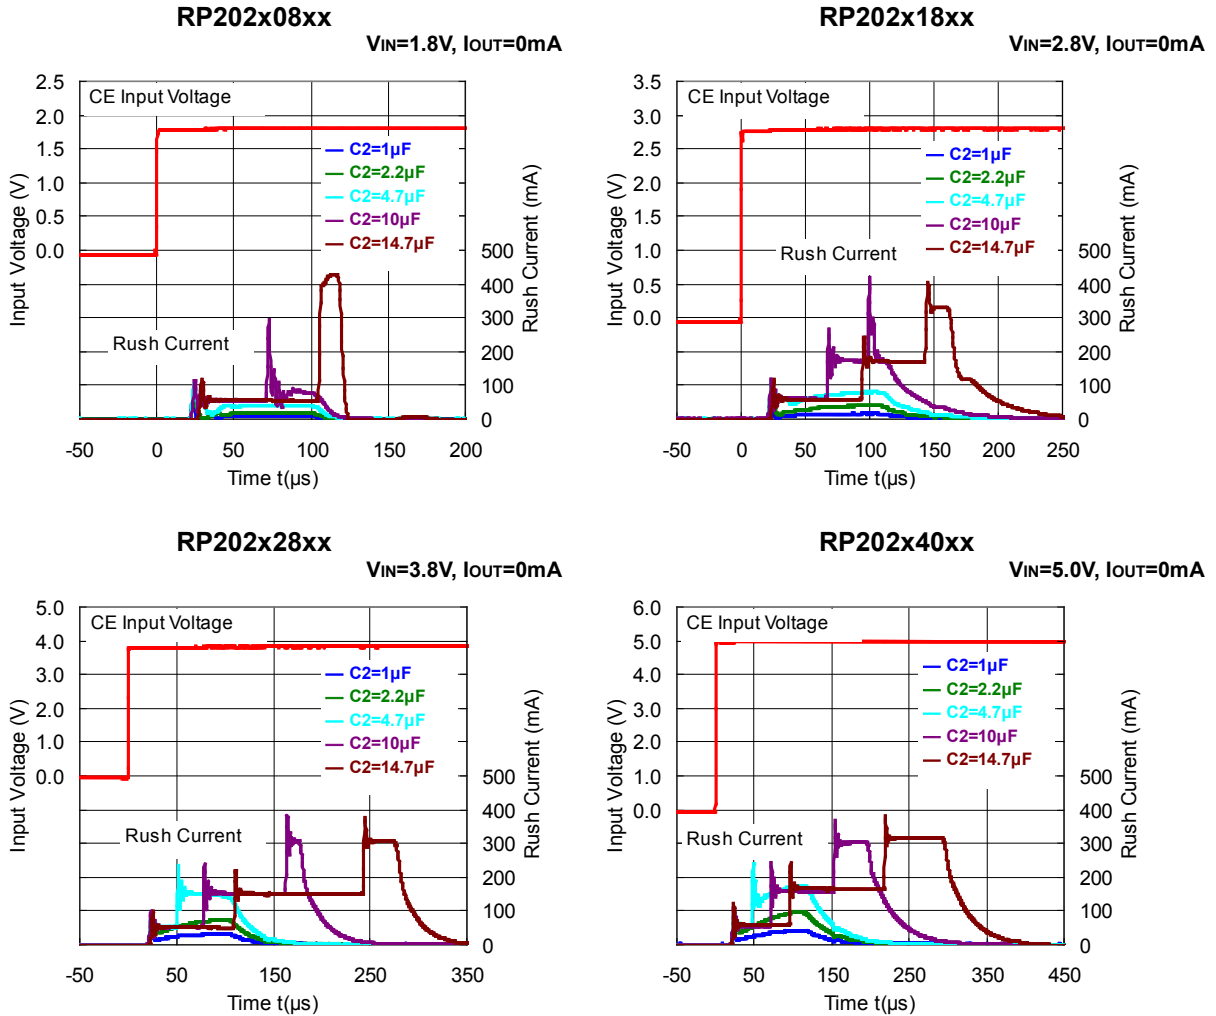 RP202x08xx
VIN=1.8V, IOUT=0mA
2.5
2.0
1.5
1.0
0.5
0.0
Input Voltage (V)
CE Input Voltage
C2=1µF
C2=2.2µF
C2=4.7µF
C2=10µF
C2=14.7µF
Rush Current
500
400
300
200
100
0
Rush Current (mA)
-50 0 50 100 150 200
Time t(µs)
RP202x18xx
VIN=2.8V, IOUT=0mA
3.5
3.0
2.5
2.0
1.5
1.0
0.5
0.0
Input Voltage (V)
CE Input Voltage
C2=1µF
C2=2.2µF
C2=4.7µF
C2=10µF
C2=14.7µF
Rush Current
500
400
300
200
100
0
Rush Current (mA)
-50 0 50 100 150 200 250
Time t(µs)
RP202x28xx
VIN=3.8V, IOUT=0mA
5.0
4.0
3.0
2.0
1.0
0.0
Input Voltage (V)
CE Input Voltage
C2=1µF
C2=2.2µF
C2=4.7µF
C2=10µF
C2=14.7µF
Rush Current
500
400
300
200
100
0
Rush Current (mA)
-50 50 150 250 350
Time t(µs)
RP202x40xx
VIN=5.0V, IOUT=0mA
6.0
5.0
4.0
3.0
2.0
1.0
0.0
Input Voltage (V)
CE Input Voltage
C2=1µF
C2=2.2µF
C2=4.7µF
C2=10µF
C2=14.7µF
Rush Current
500
400
300
200
100
0
Rush Current (mA)
-50 50 150 250 350 450
Time t(µs)